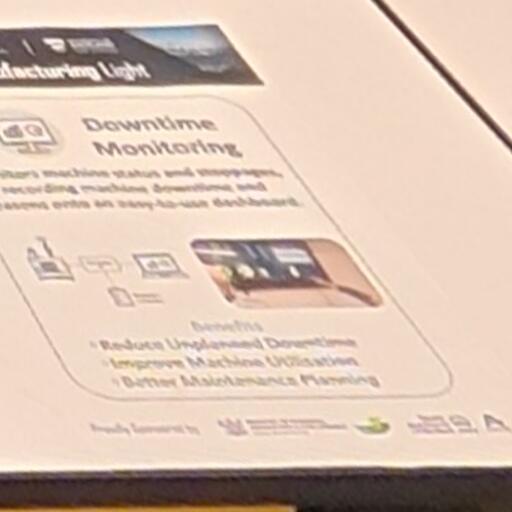 facturing Light
Downtime
Monitoring
itors machine status and stoppages,
recording machine downtime and
easons onto an easy-to-use dashboard.
Benefits
Reduce Unplanned Downtime
Improve Machine Utilisation
Better Maintenance Planning
Proudly Sponsored by